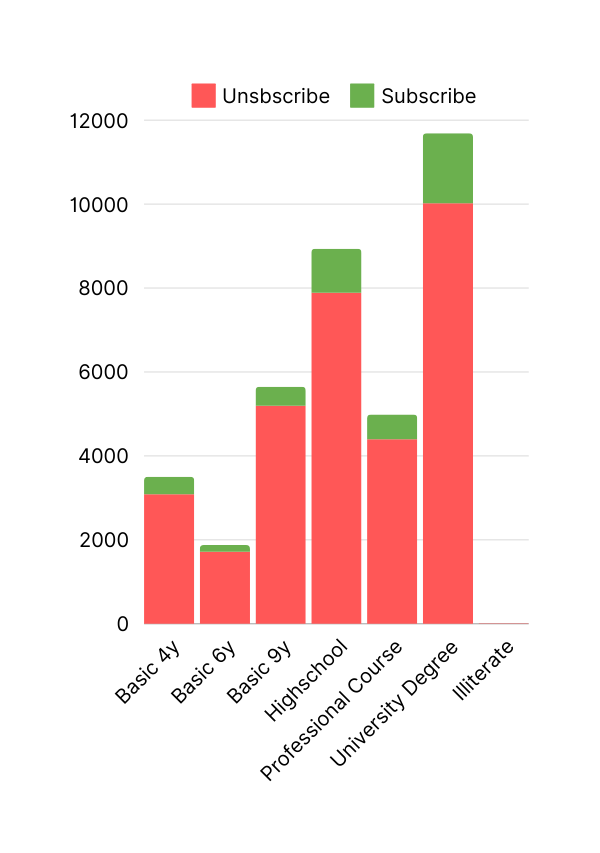 Unsbscribe Subscribe
12000
10000
8000
6000
4000
2000
0
Basic 4y
Basic 6y
Basic 9y
Highschool
Professional Course
University Degree
Illiterate